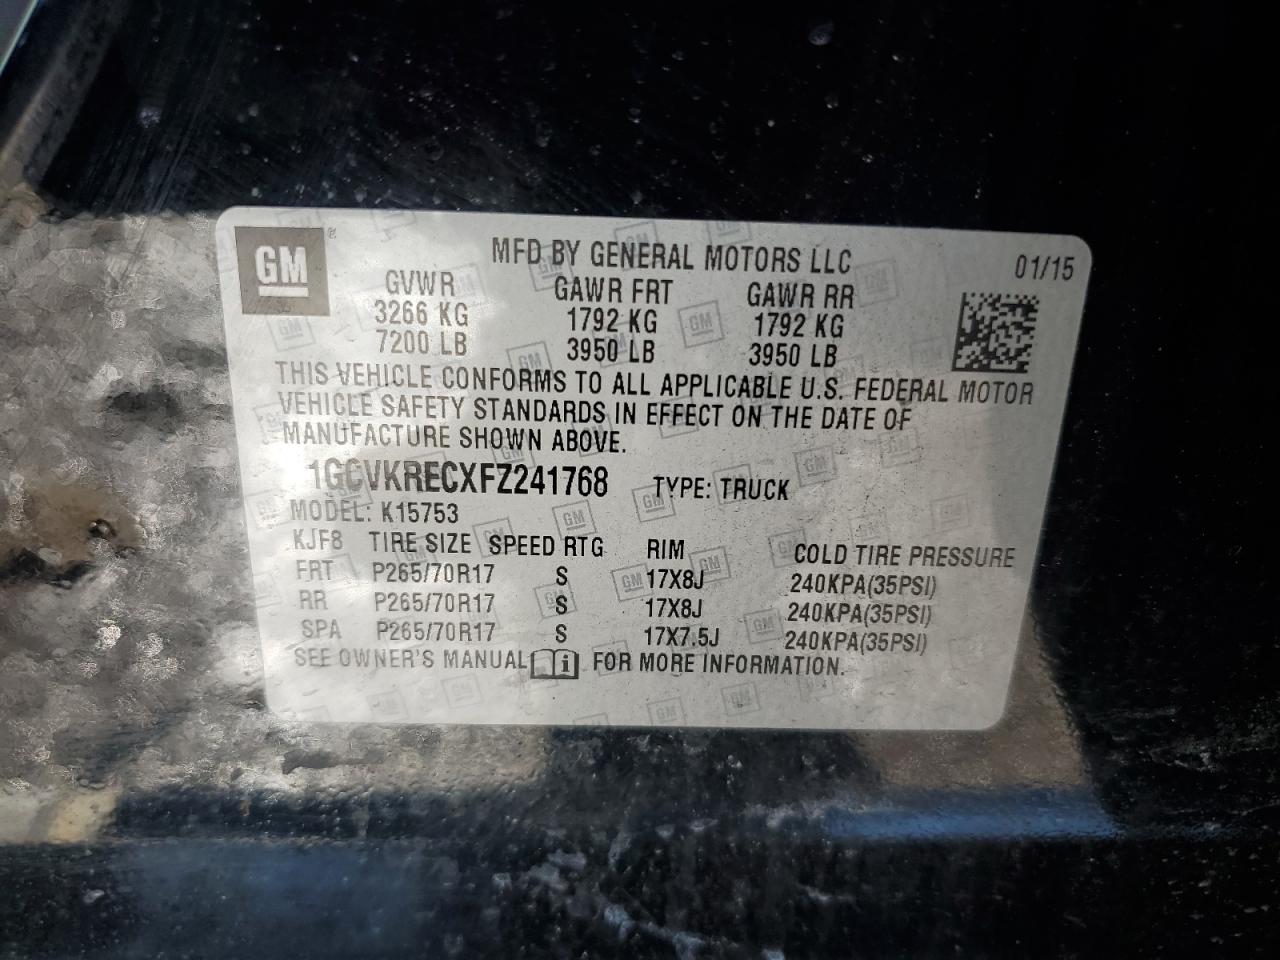 GM ®
MFD BY GENERAL MOTORS LLC 01/15
GVWR GAWR FRT GAWR RR
3266 KG 1792 KG 1792 KG
7200 LB 3950 LB 3950 LB
THIS VEHICLE CONFORMS TO ALL APPLICABLE U.S. FEDERAL MOTOR
VEHICLE SAFETY STANDARDS IN EFFECT ON THE DATE OF
MANUFACTURE SHOWN ABOVE.
1GCVKRECXFZ241768 TYPE: TRUCK
MODEL: K15753
KJF8 TIRE SIZE SPEED RTG RIM COLD TIRE PRESSURE
FRT P265/70R17 S 17X8J 240KPA(35PSI)
RR P265/70R17 S 17X8J 240KPA(35PSI)
SPA P265/70R17 S 17X7.5J 240KPA(35PSI)
SEE OWNER'S MANUAL i FOR MORE INFORMATION.